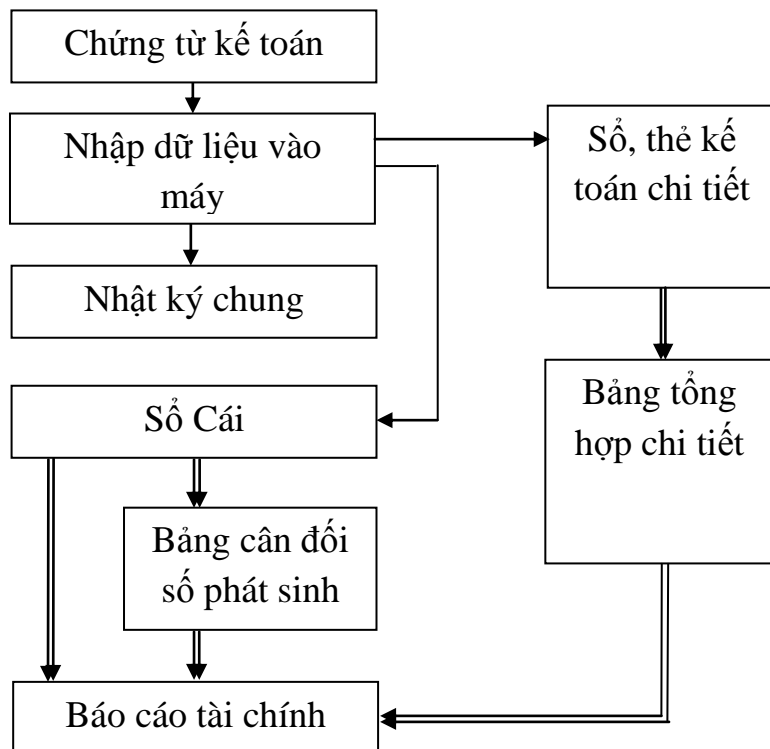 Chứng từ kế toán
Nhập dữ liệu vào
máy
Sổ, thẻ kế
toán chi tiết
Nhật ký chung
Sổ Cái
Bảng tổng
hợp chi tiết
Bảng cân đối
số phát sinh
Báo cáo tài chính